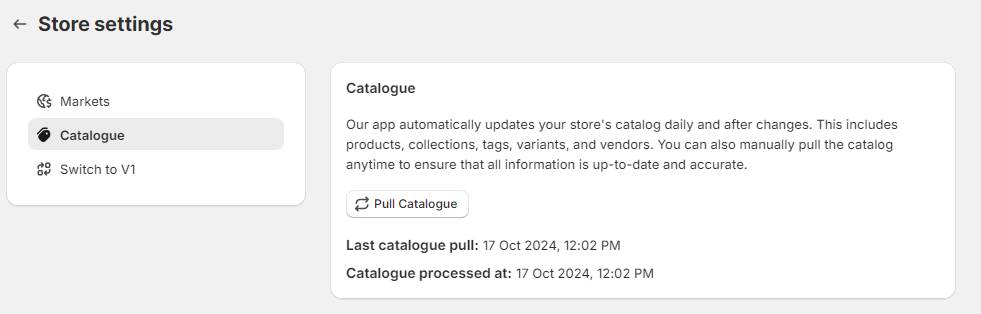 Store settings
Markets
Catalogue
Switch to V1
Catalogue
Our app automatically updates your store's catalog daily and after changes. This includes
products, collections, tags, variants, and vendors. You can also manually pull the catalog
anytime to ensure that all information is up-to-date and accurate.
Pull Catalogue
Last catalogue pull: 17 Oct 2024, 12:02 PM
Catalogue processed at: 17 Oct 2024, 12:02 PM